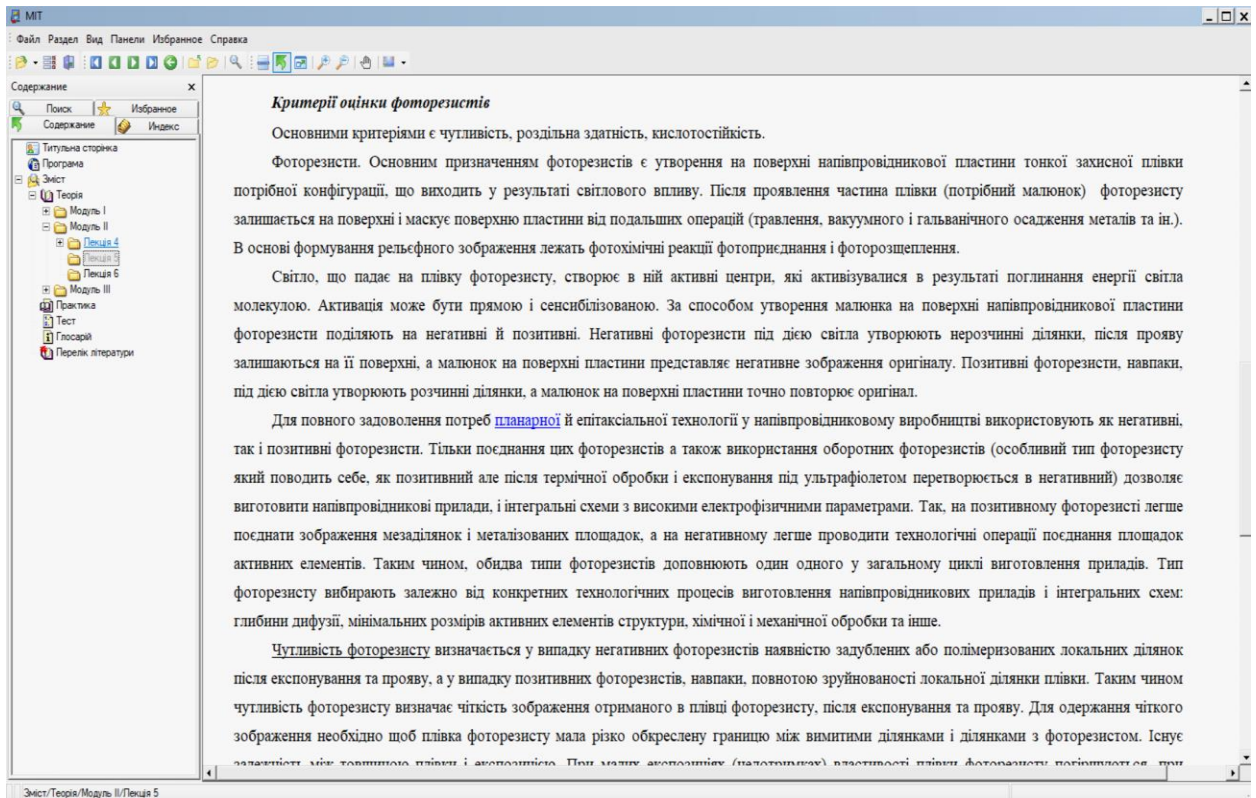 МІТ
Файл Раздел Вид Панели Избранное Справка
Содержание x
Поиск Избранное
Содержание Индекс
Титульна сторінка
Програма
Зміст
Теорія
Модуль I
Модуль II
Лекція 4
Лекція 5
Лекція 6
Модуль III
Практика
Тест
Глосарій
Перелік літератури
Критерії оцінки фоторезистів
Основними критеріями є чутливість, роздільна здатність, кислотостійкість.
Фоторезисти. Основним призначенням фоторезистів є утворення на поверхні напівпровідникової пластини тонкої захисної плівки
потрібної конфігурації, що виходить у результаті світлового впливу. Після проявлення частина плівки (потрібний малюнок) фоторезисту
залишається на поверхні і маскує поверхню пластини від подальших операцій (травлення, вакуумного і гальванічного осадження металів та ін.).
В основі формування рельєфного зображення лежать фотохімічні реакції фотоприєднання і фоторозщеплення.
Світло, що падає на плівку фоторезисту, створює в ній активні центри, які активізувалися в результаті поглинання енергії світла
молекулою. Активація може бути прямою і сенсибілізованою. За способом утворення малюнка на поверхні напівпровідникової пластини
фоторезисти поділяють на негативні й позитивні. Негативні фоторезисти під дією світла утворюють нерозчинні ділянки, після прояву
залишаються на її поверхні, а малюнок на поверхні пластини представляє негативне зображення оригіналу. Позитивні фоторезисти, навпаки,
під дією світла утворюють розчинні ділянки, а малюнок на поверхні пластини точно повторює оригінал.
Для повного задоволення потреб планарної й епітаксіальної технології у напівпровідниковому виробництві використовують як негативні,
так і позитивні фоторезисти. Тільки поєднання цих фоторезистів а також використання оборотних фоторезистів (особливий тип фоторезисту
який поводить себе, як позитивний але після термічної обробки і експонування під ультрафіолетом перетворюється в негативний) дозволяє
виготовити напівпровідникові прилади, і інтегральні схеми з високими електрофізичними параметрами. Так, на позитивному фоторезисті легше
поєднати зображення мезаділянок і металізованих площадок, а на негативному легше проводити технологічні операції поєднання площадок
активних елементів. Таким чином, обидва типи фоторезистів доповнюють один одного у загальному циклі виготовлення приладів. Тип
фоторезисту вибирають залежно від конкретних технологічних процесів виготовлення напівпровідникових приладів і інтегральних схем:
глибини дифузії, мінімальних розмірів активних елементів структури, хімічної і механічної обробки та інше.
Чутливість фоторезисту визначається у випадку негативних фоторезистів наявністю задублених або полімеризованих локальних ділянок
після експонування та прояву, а у випадку позитивних фоторезистів, навпаки, повнотою зруйнованості локальної ділянки плівки. Таким чином
чутливість фоторезисту визначає чіткість зображення отриманого в плівці фоторезисту, після експонування та прояву. Для одержання чіткого
зображення необхідно щоб плівка фоторезисту мала різко обкреслену границю між вимитими ділянками і ділянками з фоторезистом. Існує
залежність між товщиною плівки і експозицією. При малих експозиціях (недотримках) властивості плівки фоторезисту погіршуються, при
Зміст/Теорія/Модуль II/Лекція 5